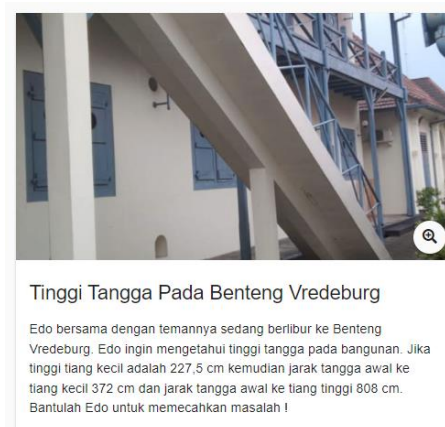 Tinggi Tangga Pada Benteng Vredeburg
Edo bersama dengan temannya sedang berlibur ke Benteng
Vredeburg. Edo ingin mengetahui tinggi tangga pada bangunan. Jika
tinggi tiang kecil adalah 227,5 cm kemudian jarak tangga awal ke
tiang kecil 372 cm dan jarak tangga awal ke tiang tinggi 808 cm.
Bantulah Edo untuk memecahkan masalah !